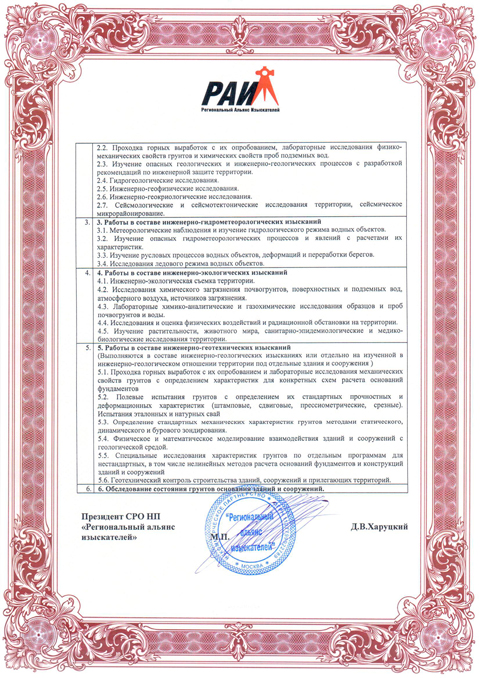 РАИ
Региональный Альянс Изыскателей
2.2. Проходка горных выработок с их опробованием, лабораторные исследования физико-
механических свойств грунтов и химических свойств проб подземных вод.
2.3. Изучение опасных геологических и инженерно-геологических процессов с разработкой
рекомендаций по инженерной защите территории.
2.4. Гидрогеологические исследования.
2.5. Инженерно-геофизические исследования.
2.6. Инженерно-геокриологические исследования.
2.7. Сейсмологические и сейсмотектонические исследования территории, сейсмическое
микрорайонирование.
3. 3. Работы в составе инженерно-гидрометеорологических изысканий
3.1. Метеорологические наблюдения и изучение гидрологического режима водных объектов.
3.2. Изучение опасных гидрометеорологических процессов и явлений с расчетами их
характеристик.
3.3. Изучение русловых процессов водных объектов, деформаций и переработки берегов.
3.4. Исследования ледового режима водных объектов.
4. 4. Работы в составе инженерно-экологических изысканий
4.1. Инженерно-экологическая съемка территории.
4.2. Исследования химического загрязнения почвогрунтов, поверхностных и подземных вод,
атмосферного воздуха, источников загрязнения.
4.3. Лабораторные химико-аналитические и газохимические исследования образцов и проб
почвогрунтов и воды.
4.4. Исследования и оценка физических воздействий и радиационной обстановки на территории.
4.5. Изучение растительности, животного мира, санитарно-эпидемиологические и медико-
биологические исследования территории.
5. 5. Работы в составе инженерно-геотехнических изысканий
(Выполняются в составе инженерно-геологических изысканиях или отдельно на изученной в
инженерно-геологическом отношении территории под отдельные здания и сооружения )
5.1. Проходка горных выработок с их опробованием и лабораторные исследования механических
свойств грунтов с определением характеристик для конкретных схем расчета оснований
фундаментов
5.2. Полевые испытания грунтов с определением их стандартных прочностных и
деформационных характеристик (штамповые, сдвиговые, прессиометрические, срезные).
Испытания эталонных и натурных свай
5.3. Определение стандартных механических характеристик грунтов методами статического,
динамического и бурового зондирования.
5.4. Физическое и математическое моделирование взаимодействия зданий и сооружений с
геологической средой.
5.5. Специальные исследования характеристик грунтов по отдельным программам для
нестандартных, в том числе нелинейных методов расчета оснований фундаментов и конструкций
зданий и сооружений
5.6. Геотехнический контроль строительства зданий, сооружений и прилегающих территорий.
6. 6. Обследование состояния грунтов основания зданий и сооружений.
Президент СРО НП
«Региональный альянс
изыскателей»
М.П.
Д.В.Харуцкий
ПАРТНЕРСТВО
"Региональный
альянс
изыскателей"
МОСКВА